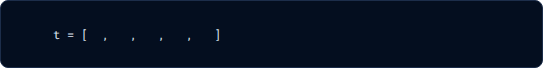 t = [  ,   ,   ,   ,   ]